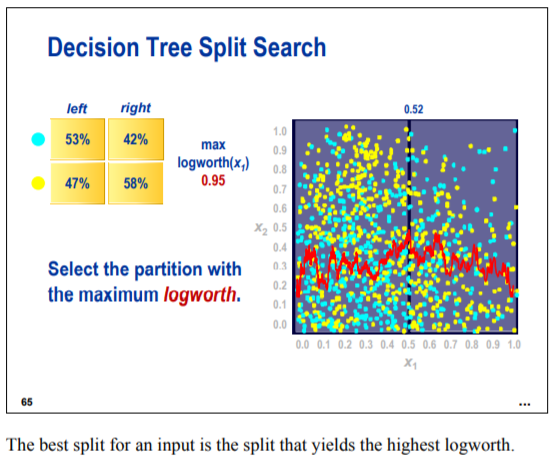 Decision Tree Split Search
left right
53% 42%
47% 58%
max
logworth(x₁)
0.95
Select the partition with
the maximum logworth.
0.52
1.0
0.9
0.8
0.7
0.6
x₂ 0.5
0.4
0.3
0.2
0.1
0.0
0.0 0.1 0.2 0.3 0.4 0.5 0.6 0.7 0.8 0.9 1.0
x₁
65
...
The best split for an input is the split that yields the highest logworth.